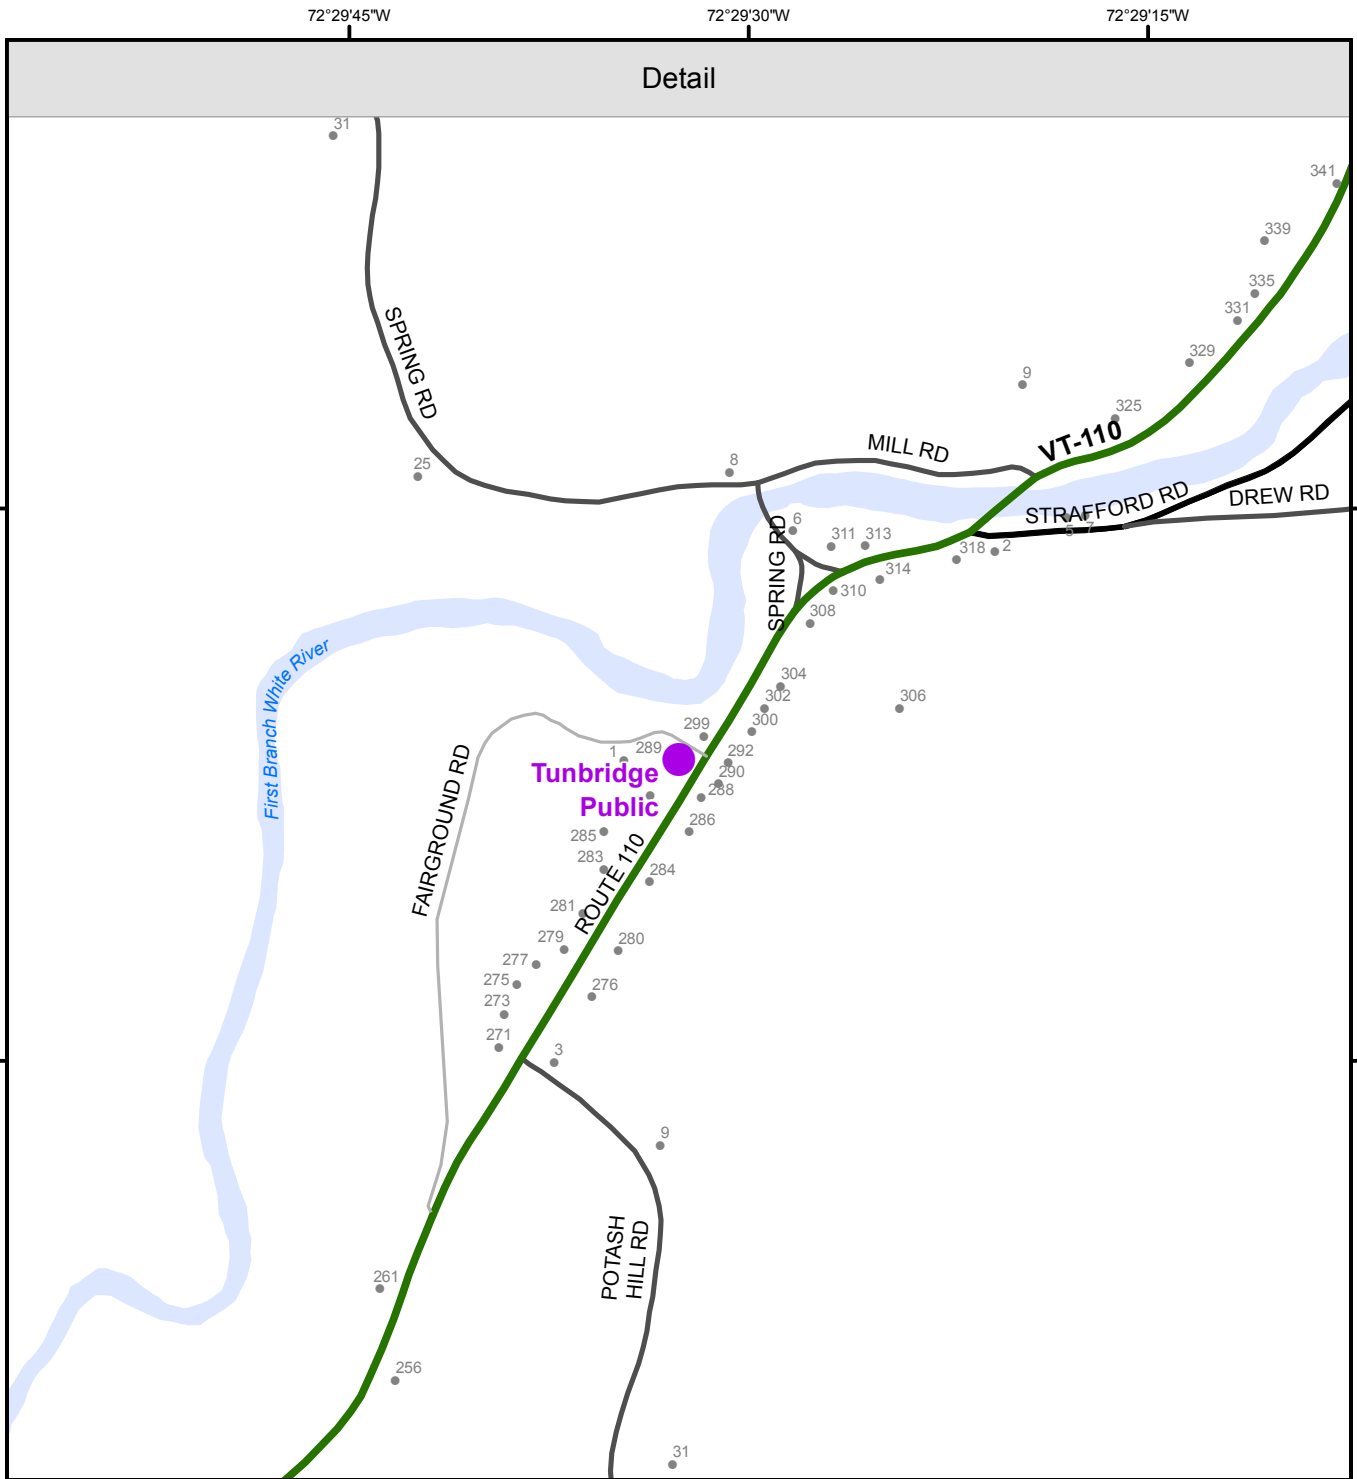 72°29'45"W
72°29'30"W
72°29'15"W
Detail
31
341
339
335
331
329
325
SPRING RD
9
VT-110
MILL RD
25
8
STRAFFORD RD
DREW RD
5
7
6
SPRING RD
311
313
318
2
314
310
308
First Branch White River
304
302
306
300
299
292
290
288
1
289
Tunbridge
Public
FAIRGROUND RD
286
285
283
284
ROUTE 110
281
279
280
277
275
276
273
271
3
9
POTASH
HILL RD
261
256
31